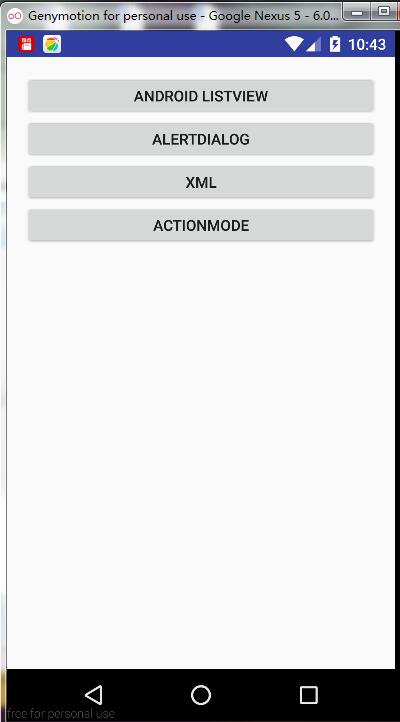 Genymotion for personal use - Google Nexus 5 - 6.0...
10:43
ANDROID LISTVIEW
ALERTDIALOG
XML
ACTIONMODE
free for personal use